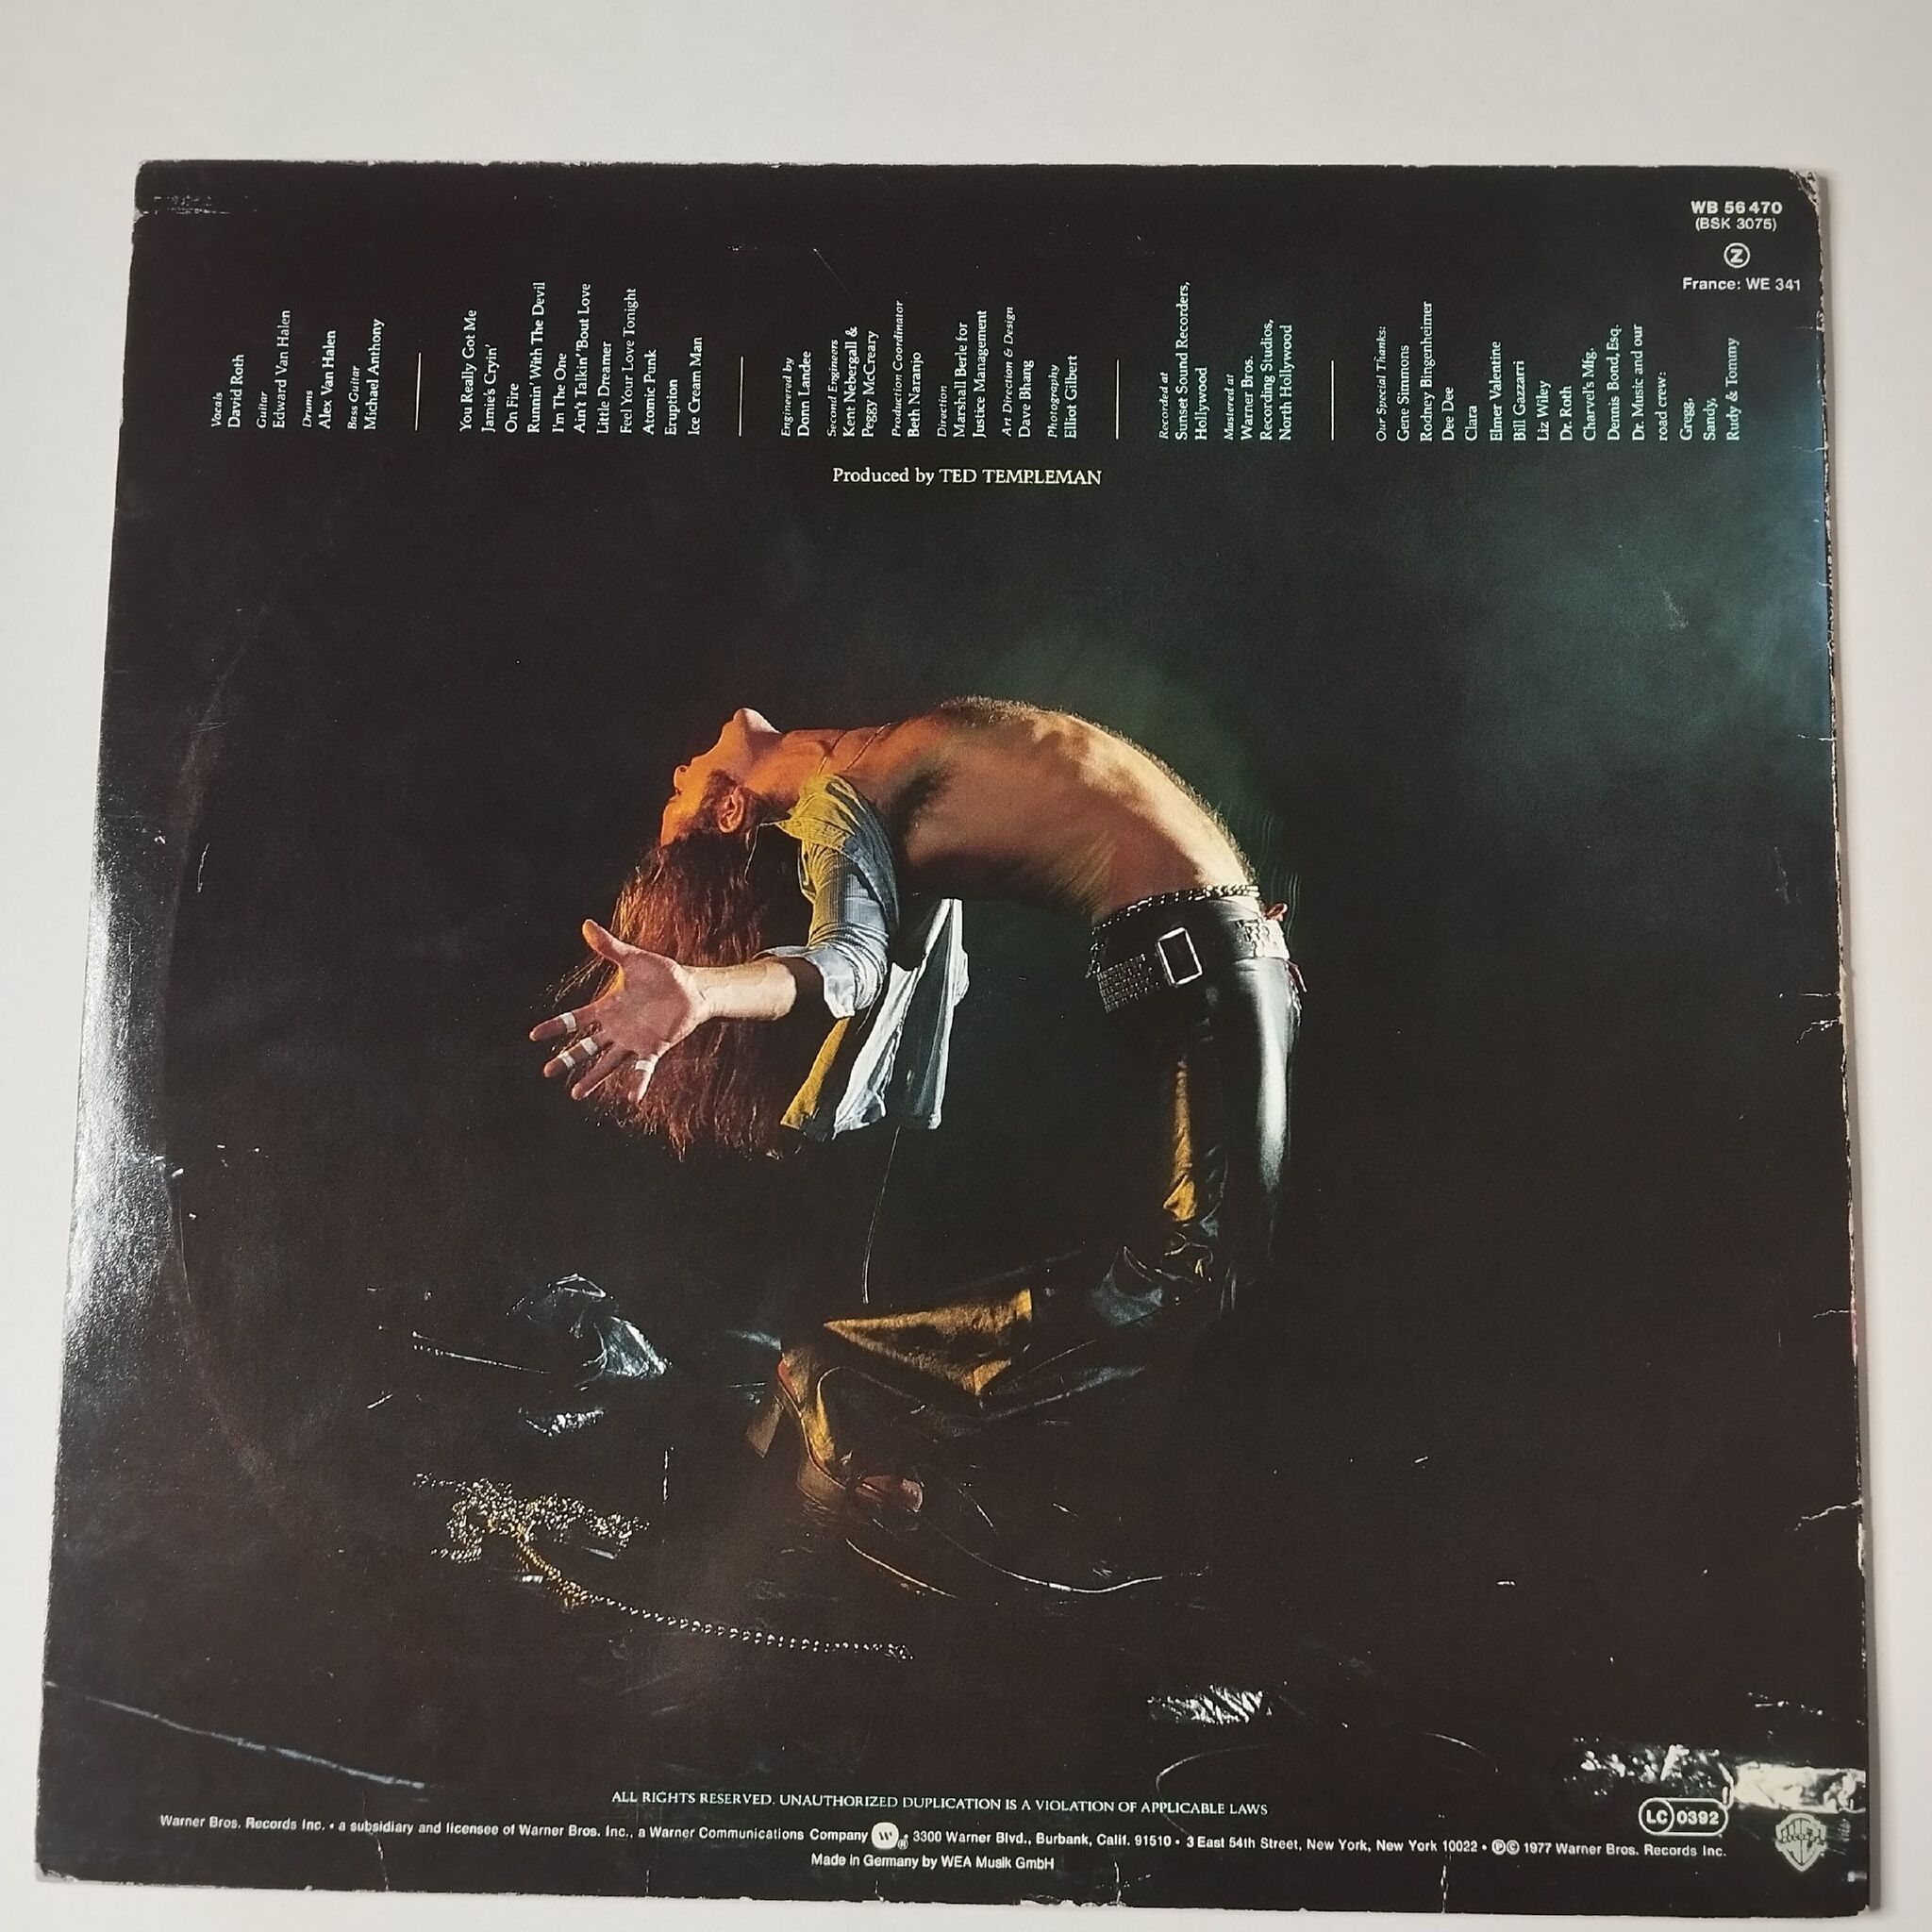 WB 56 470
(BSK 3075)
Z
France: WE 341
Vocals
David Roth
Guitar
Edward Van Halen
Drums
Alex Van Halen
Bass Guitar
Michael Anthony
You Really Got Me
Jamie's Cryin'
On Fire
Runnin' With The Devil
I'm The One
Ain't Talkin' 'Bout Love
Little Dreamer
Feel Your Love Tonight
Atomic Punk
Eruption
Ice Cream Man
Engineered by
Donn Landee
Second Engineers
Kent Nebergall &
Peggy McCreary
Production Coordinator
Beth Naranjo
Direction
Marshall Berle for
Justice Management
Art Direction & Design
Dave Bhang
Photography
Elliot Gilbert
Recorded at
Sunset Sound Recorders,
Hollywood
Mastered at
Warner Bros.
Recording Studios,
North Hollywood
Our Special Thanks:
Gene Simmons
Rodney Bingenheimer
Dee Dee
Clara
Elmer Valentine
Bill Gazzarri
Liz Wiley
Dr. Roth
Charvel's Mfg.
Dennis Bond, Esq.
Dr. Music and our
road crew:
Gregg,
Sandy,
Rudy & Tommy
Produced by TED TEMPLEMAN
ALL RIGHTS RESERVED. UNAUTHORIZED DUPLICATION IS A VIOLATION OF APPLICABLE LAWS
LC 0392
Warner Bros. Records Inc. • a subsidiary and licensee of Warner Bros. Inc., a Warner Communications Company W ® • 3300 Warner Blvd., Burbank, Calif. 91510 • 3 East 54th Street, New York, New York 10022 • ℗© 1977 Warner Bros. Records Inc.
Made in Germany by WEA Musik GmbH